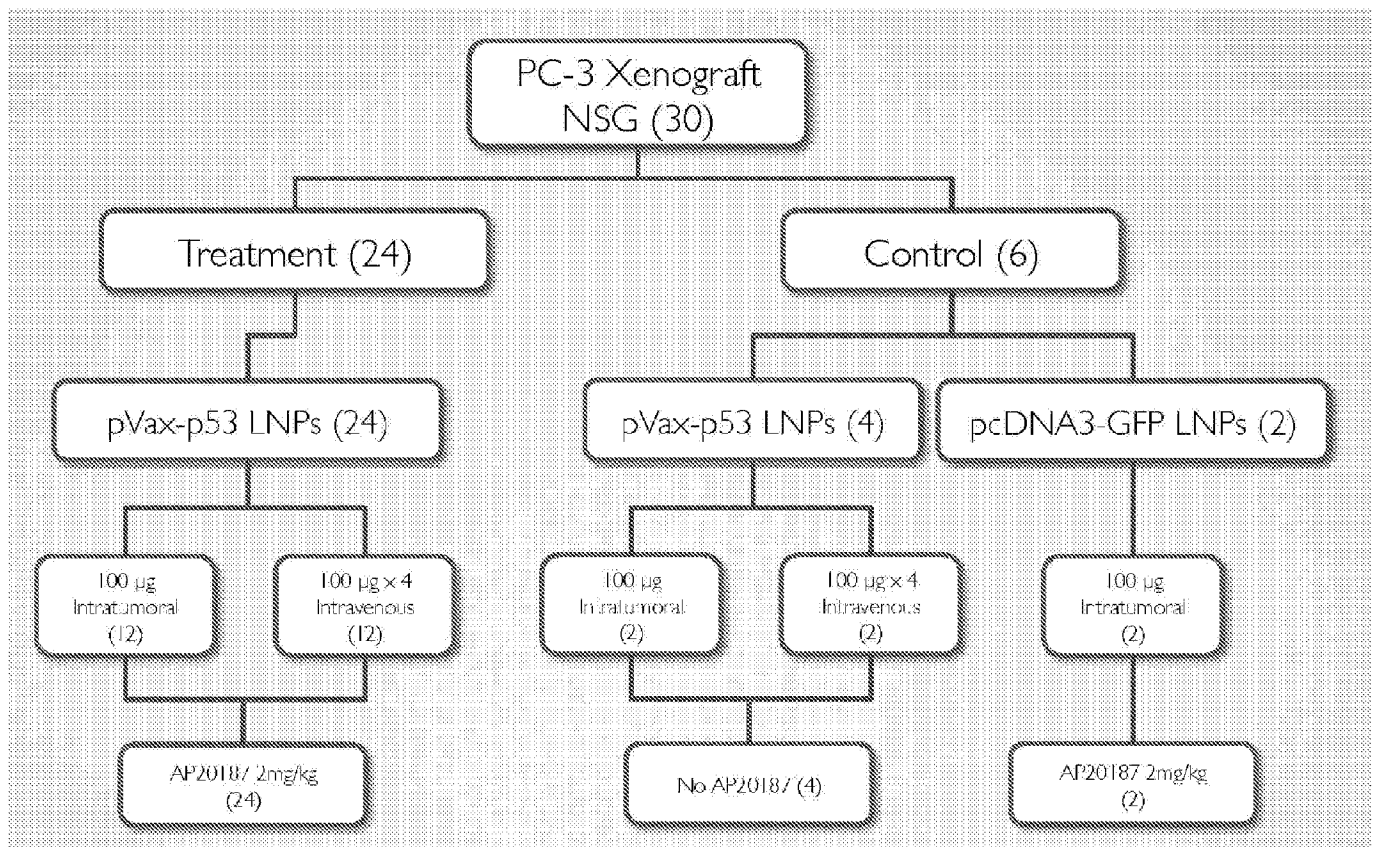 PC-3 Xenograft
NSG (30)
Treatment (24)
Control (6)
pVax-p53 LNPs (24)
pVax-p53 LNPs (4)
pcDNA3-GFP LNPs (2)
100 µg
Intratumoral
(12)
100 µg x 4
Intravenous
(12)
100 µg
Intratumoral
(2)
100 µg x 4
Intravenous
(2)
100 µg
Intratumoral
(2)
AP20187 2mg/kg
(24)
No AP20187 (4)
AP20187 2mg/kg
(2)